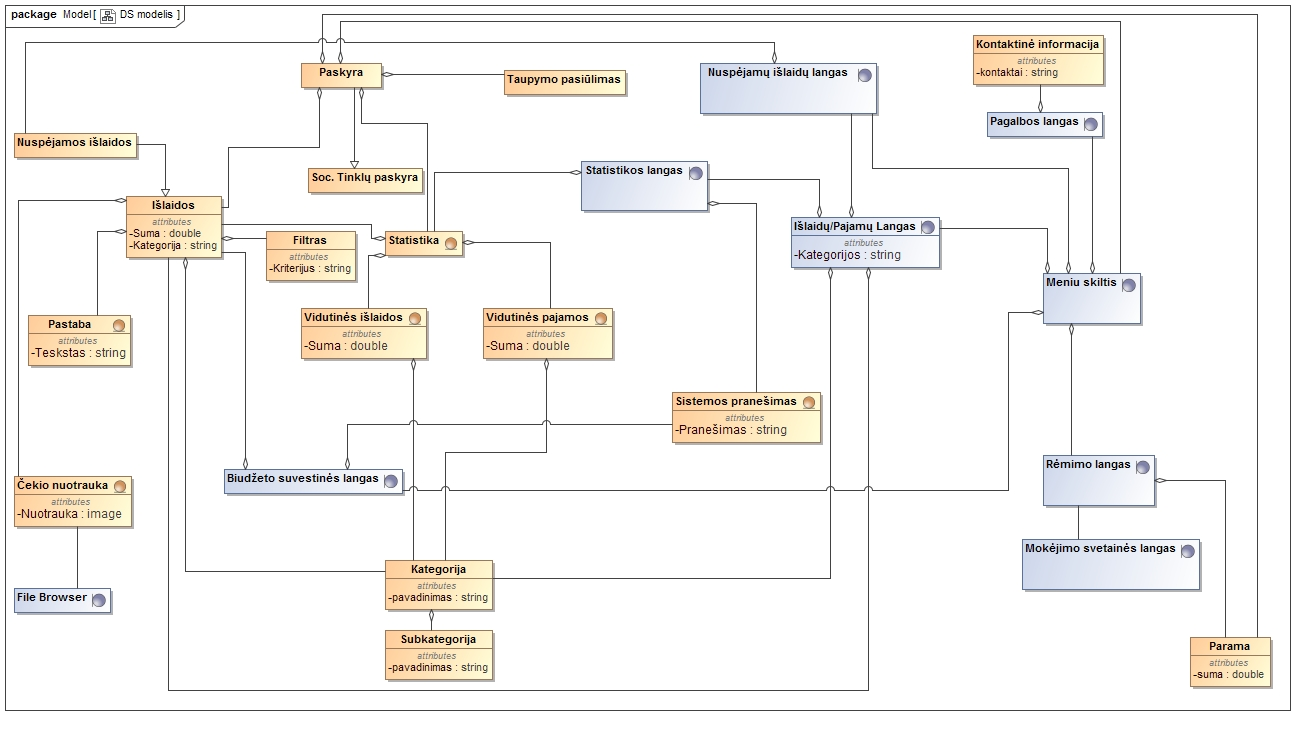 package Model[ DS modelis ]
Kontaktinė informacija
attributes
-kontaktai : string
Paskyra
Taupymo pasiūlimas
Nuspėjamų išlaidų langas
Pagalbos langas
Nuspėjamos išlaidos
Soc. Tinklų paskyra
Statistikos langas
Išlaidos
attributes
-Suma : double
-Kategorija : string
Filtras
attributes
-Kriterijus : string
Statistika
Išlaidų/Pajamų Langas
attributes
-Kategorijos : string
Meniu skiltis
Pastaba
attributes
-Teskstas : string
Vidutinės išlaidos
attributes
-Suma : double
Vidutinės pajamos
attributes
-Suma : double
Sistemos pranešimas
attributes
-Pranešimas : string
Biudžeto suvestinės langas
Rėmimo langas
Čekio nuotrauka
attributes
-Nuotrauka : image
Mokėjimo svetainės langas
File Browser
Kategorija
attributes
-pavadinimas : string
Subkategorija
attributes
-pavadinimas : string
Parama
attributes
-suma : double